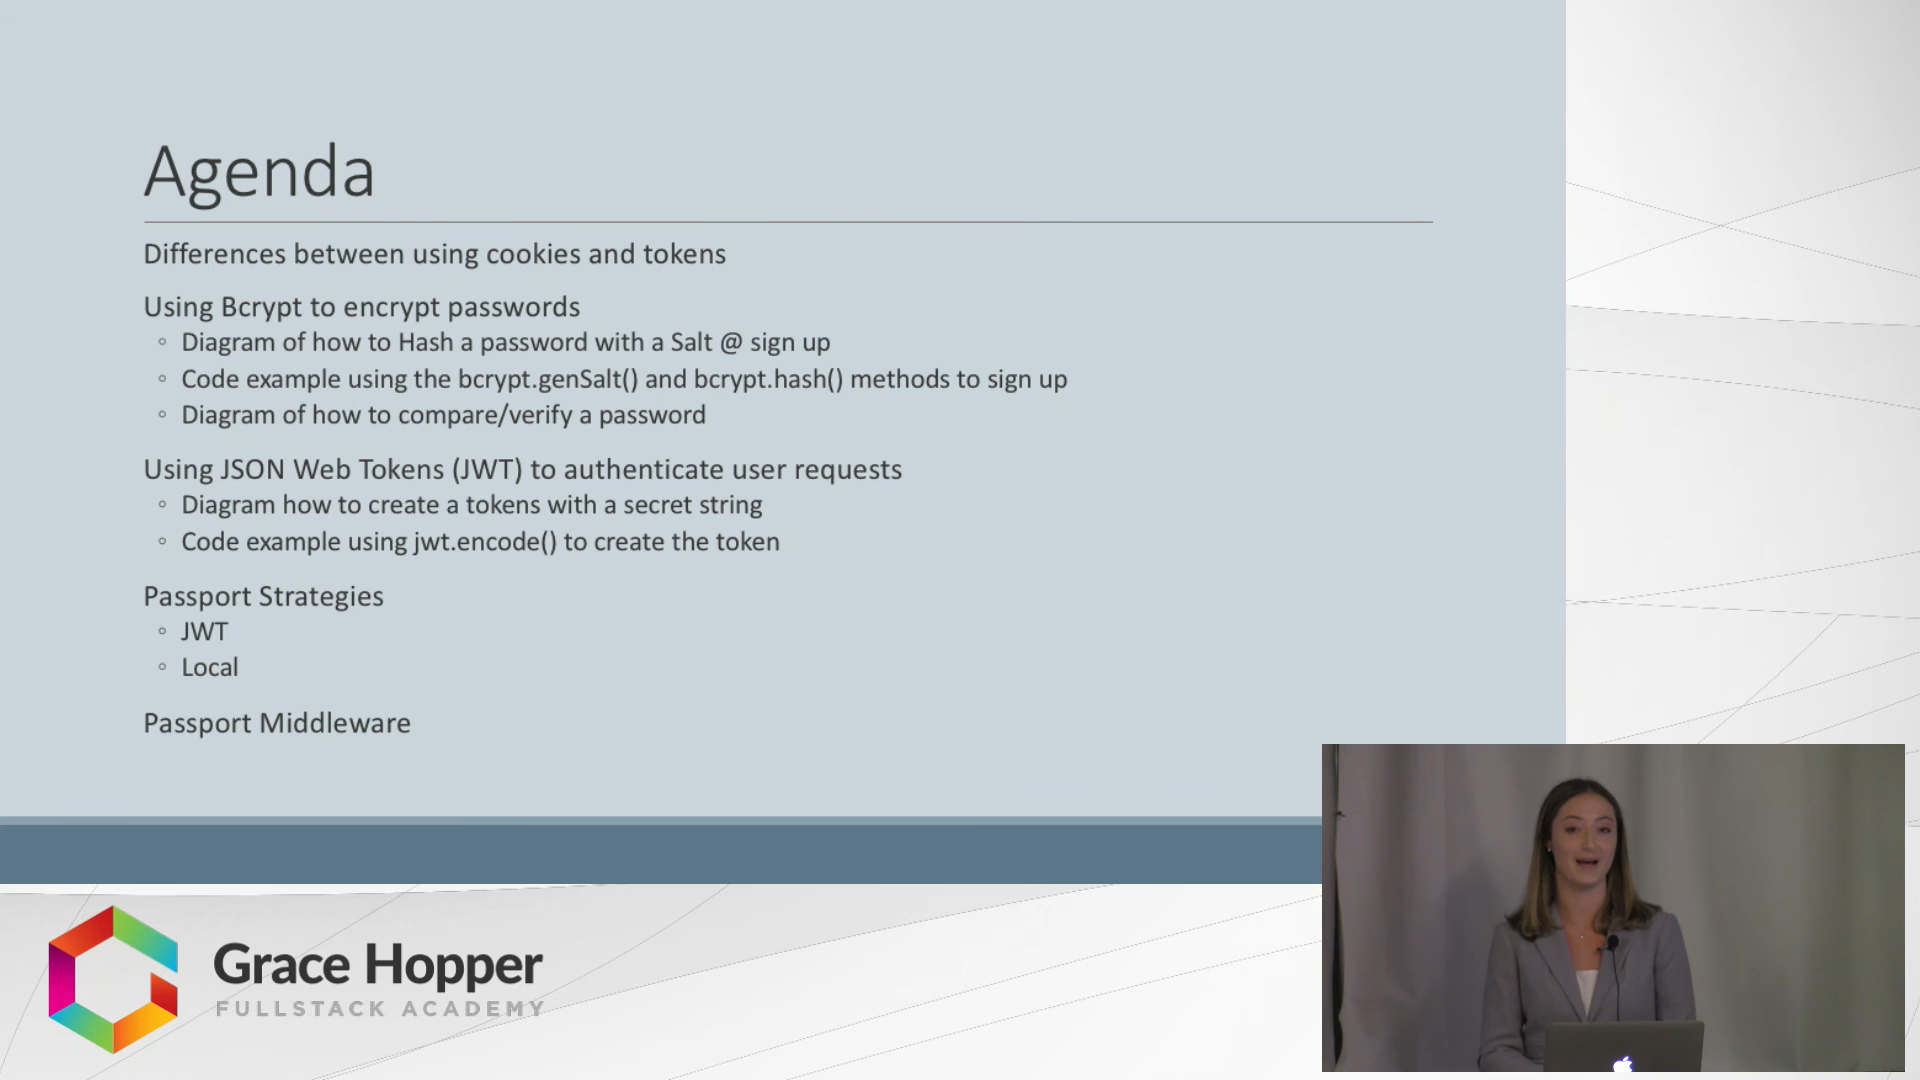 Agenda
Differences between using cookies and tokens
Using Bcrypt to encrypt passwords
◦ Diagram of how to Hash a password with a Salt @ sign up
◦ Code example using the bcrypt.genSalt() and bcrypt.hash() methods to sign up
◦ Diagram of how to compare/verify a password
Using JSON Web Tokens (JWT) to authenticate user requests
◦ Diagram how to create a tokens with a secret string
◦ Code example using jwt.encode() to create the token
Passport Strategies
◦ JWT
◦ Local
Passport Middleware
Grace Hopper
FULLSTACK ACADEMY